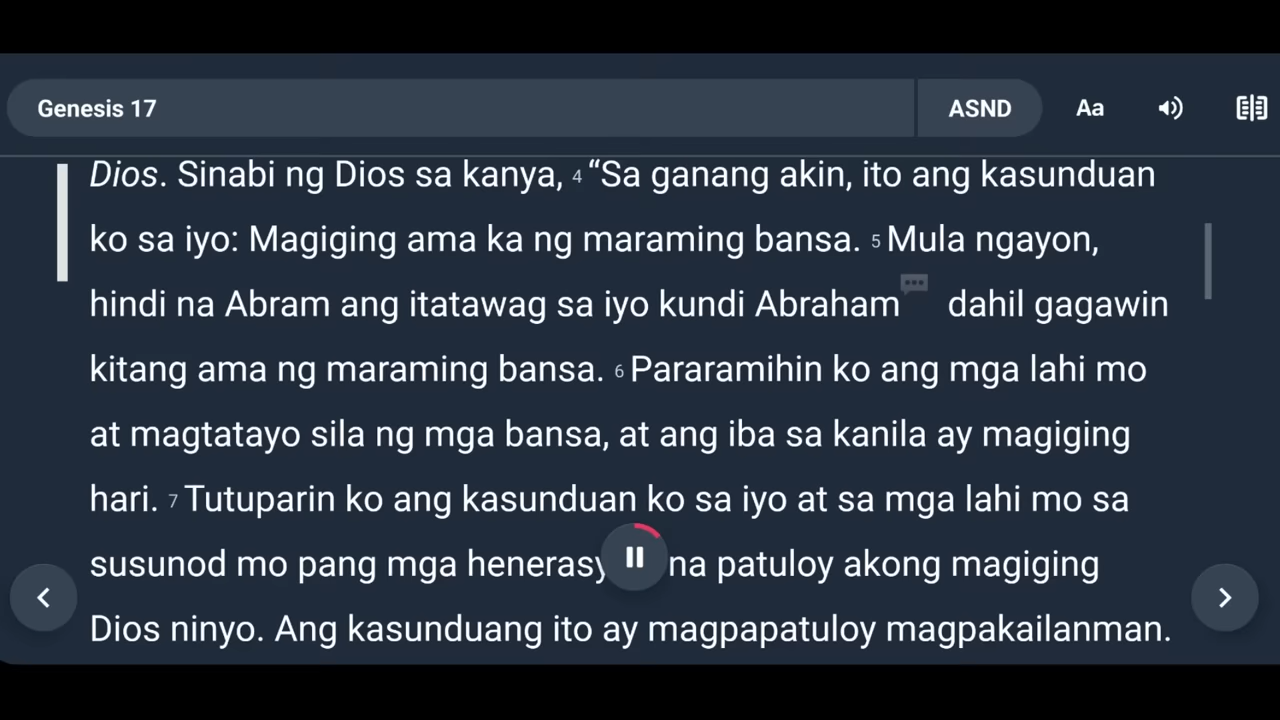 Genesis 17
ASND
Aa
Dios. Sinabi ng Dios sa kanya, 4 “Sa ganang akin, ito ang kasunduan
ko sa iyo: Magiging ama ka ng maraming bansa. 5 Mula ngayon,
hindi na Abram ang itatawag sa iyo kundi Abraham dahil gagawin
kitang ama ng maraming bansa. 6 Pararamihin ko ang mga lahi mo
at magtatayo sila ng mga bansa, at ang iba sa kanila ay magiging
hari. 7 Tutuparin ko ang kasunduan ko sa iyo at sa mga lahi mo sa
susunod mo pang mga na patuloy akong magiging
Dios ninyo. Ang kasunduang ito ay magpapatuloy magpakailanman.